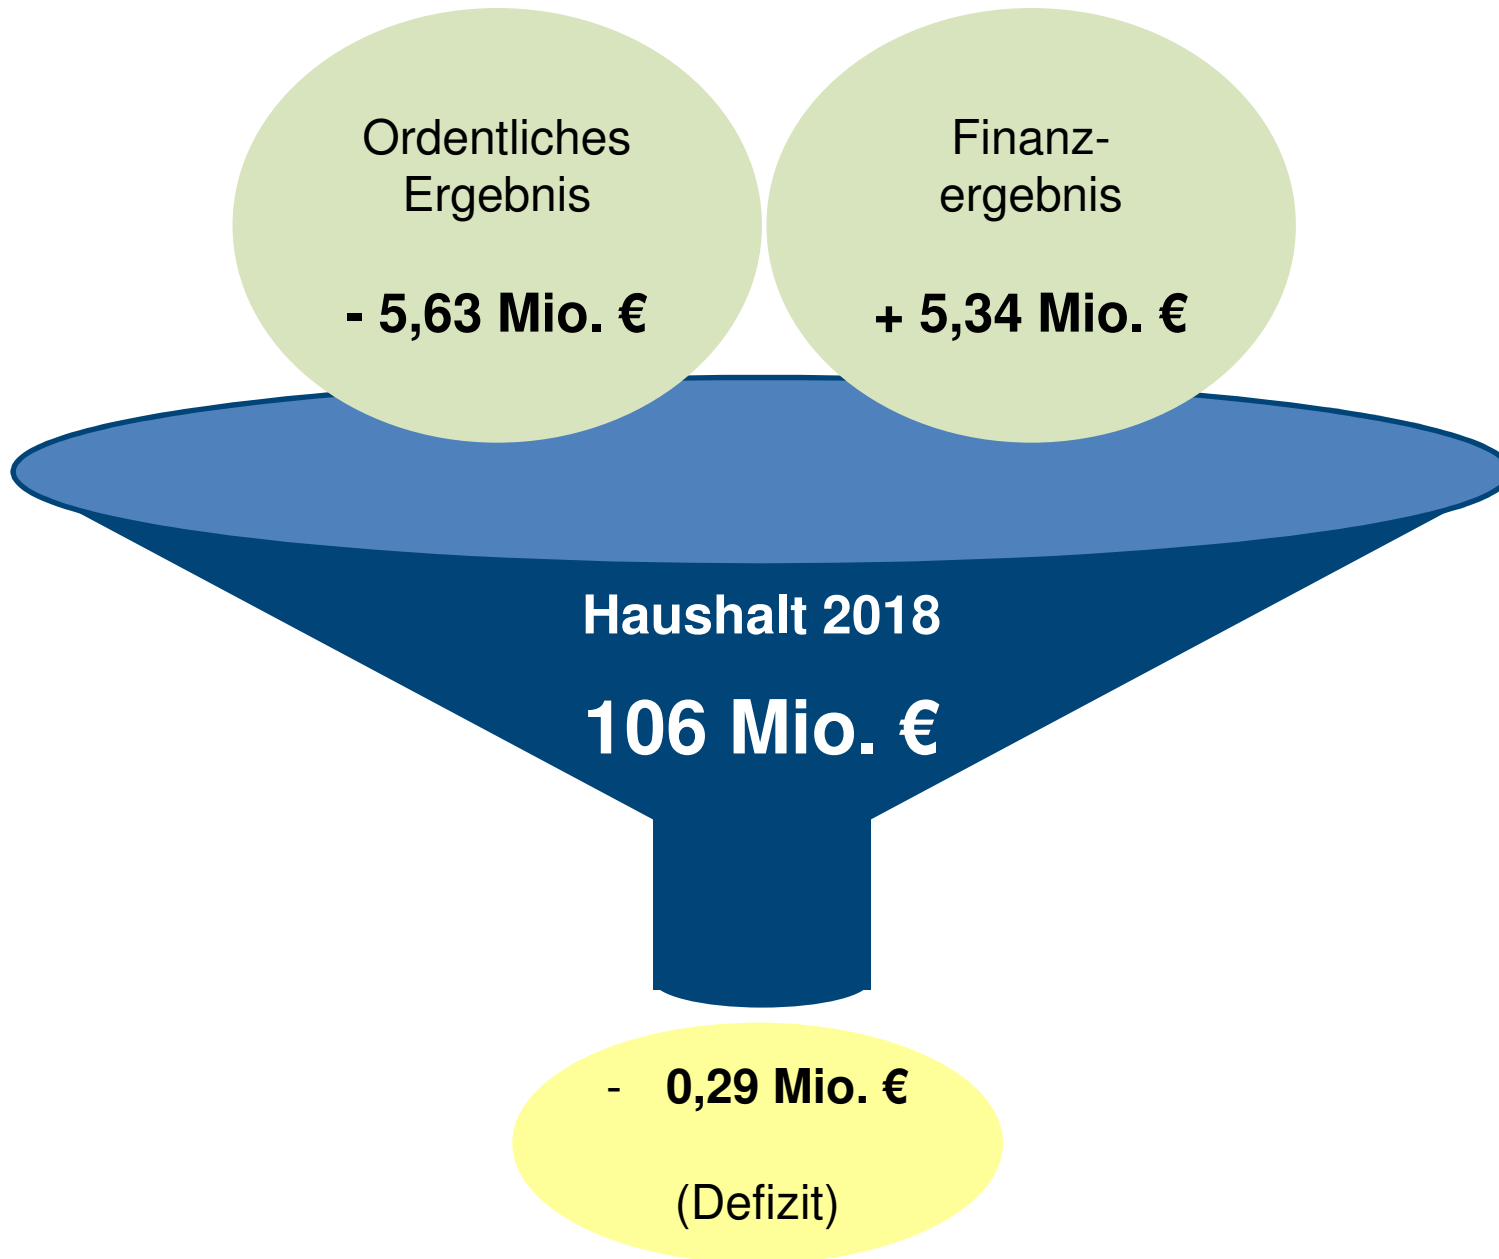 Ordentliches
Ergebnis
- 5,63 Mio. €
Finanz-
ergebnis
+ 5,34 Mio. €
Haushalt 2018
106 Mio. €
- 0,29 Mio. €
(Defizit)